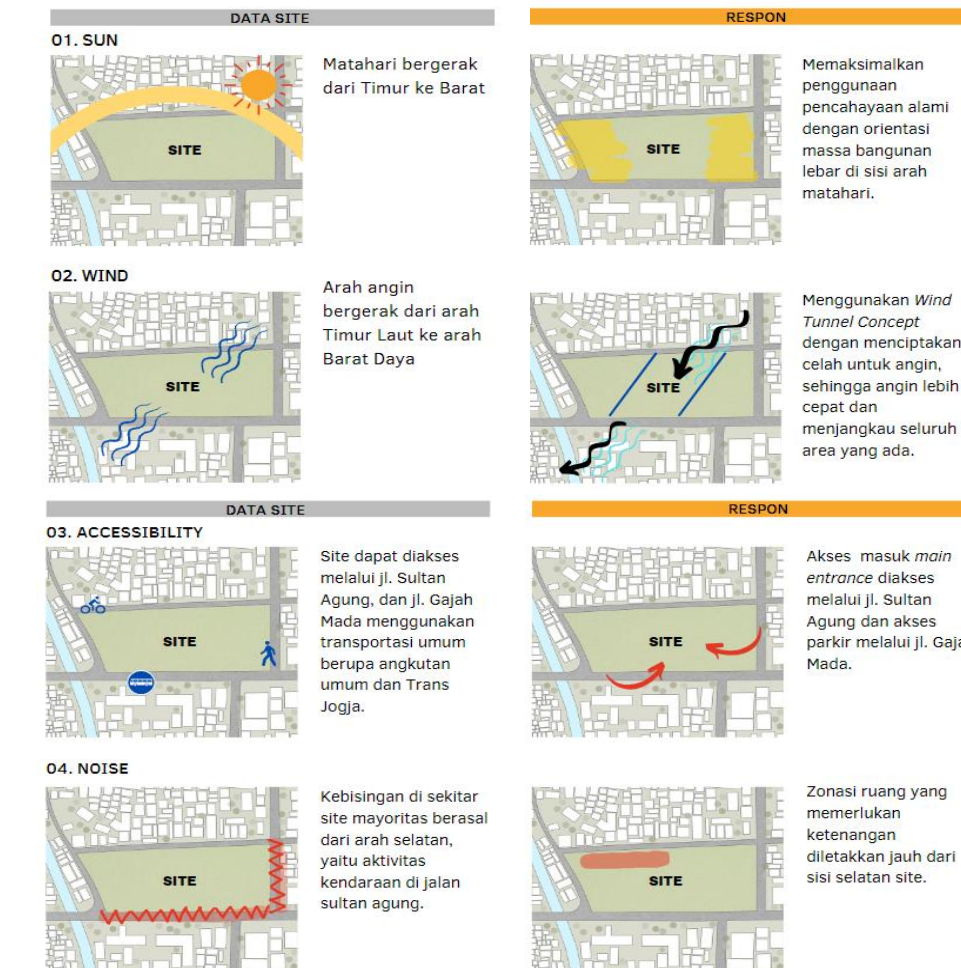 DATA SITE
RESPON
01. SUN
SITE
Matahari bergerak
dari Timur ke Barat
SITE
Memaksimalkan
penggunaan
pencahayaan alami
dengan orientasi
massa bangunan
lebar di sisi arah
matahari.
02. WIND
SITE
Arah angin
bergerak dari arah
Timur Laut ke arah
Barat Daya
SITE
Menggunakan Wind
Tunnel Concept
dengan menciptakan
celah untuk angin,
sehingga angin lebih
cepat dan
menjangkau seluruh
area yang ada.
DATA SITE
RESPON
03. ACCESSIBILITY
SITE
Site dapat diakses
melalui jl. Sultan
Agung, dan jl. Gajah
Mada menggunakan
transportasi umum
berupa angkutan
umum dan Trans
Jogja.
SITE
Akses masuk main
entrance diakses
melalui jl. Sultan
Agung dan akses
parkir melalui jl. Gaja
Mada.
04. NOISE
SITE
Kebisingan di sekitar
site mayoritas berasal
dari arah selatan,
yaitu aktivitas
kendaraan di jalan
sultan agung.
SITE
Zonasi ruang yang
memerlukan
ketenangan
diletakkan jauh dari
sisi selatan site.